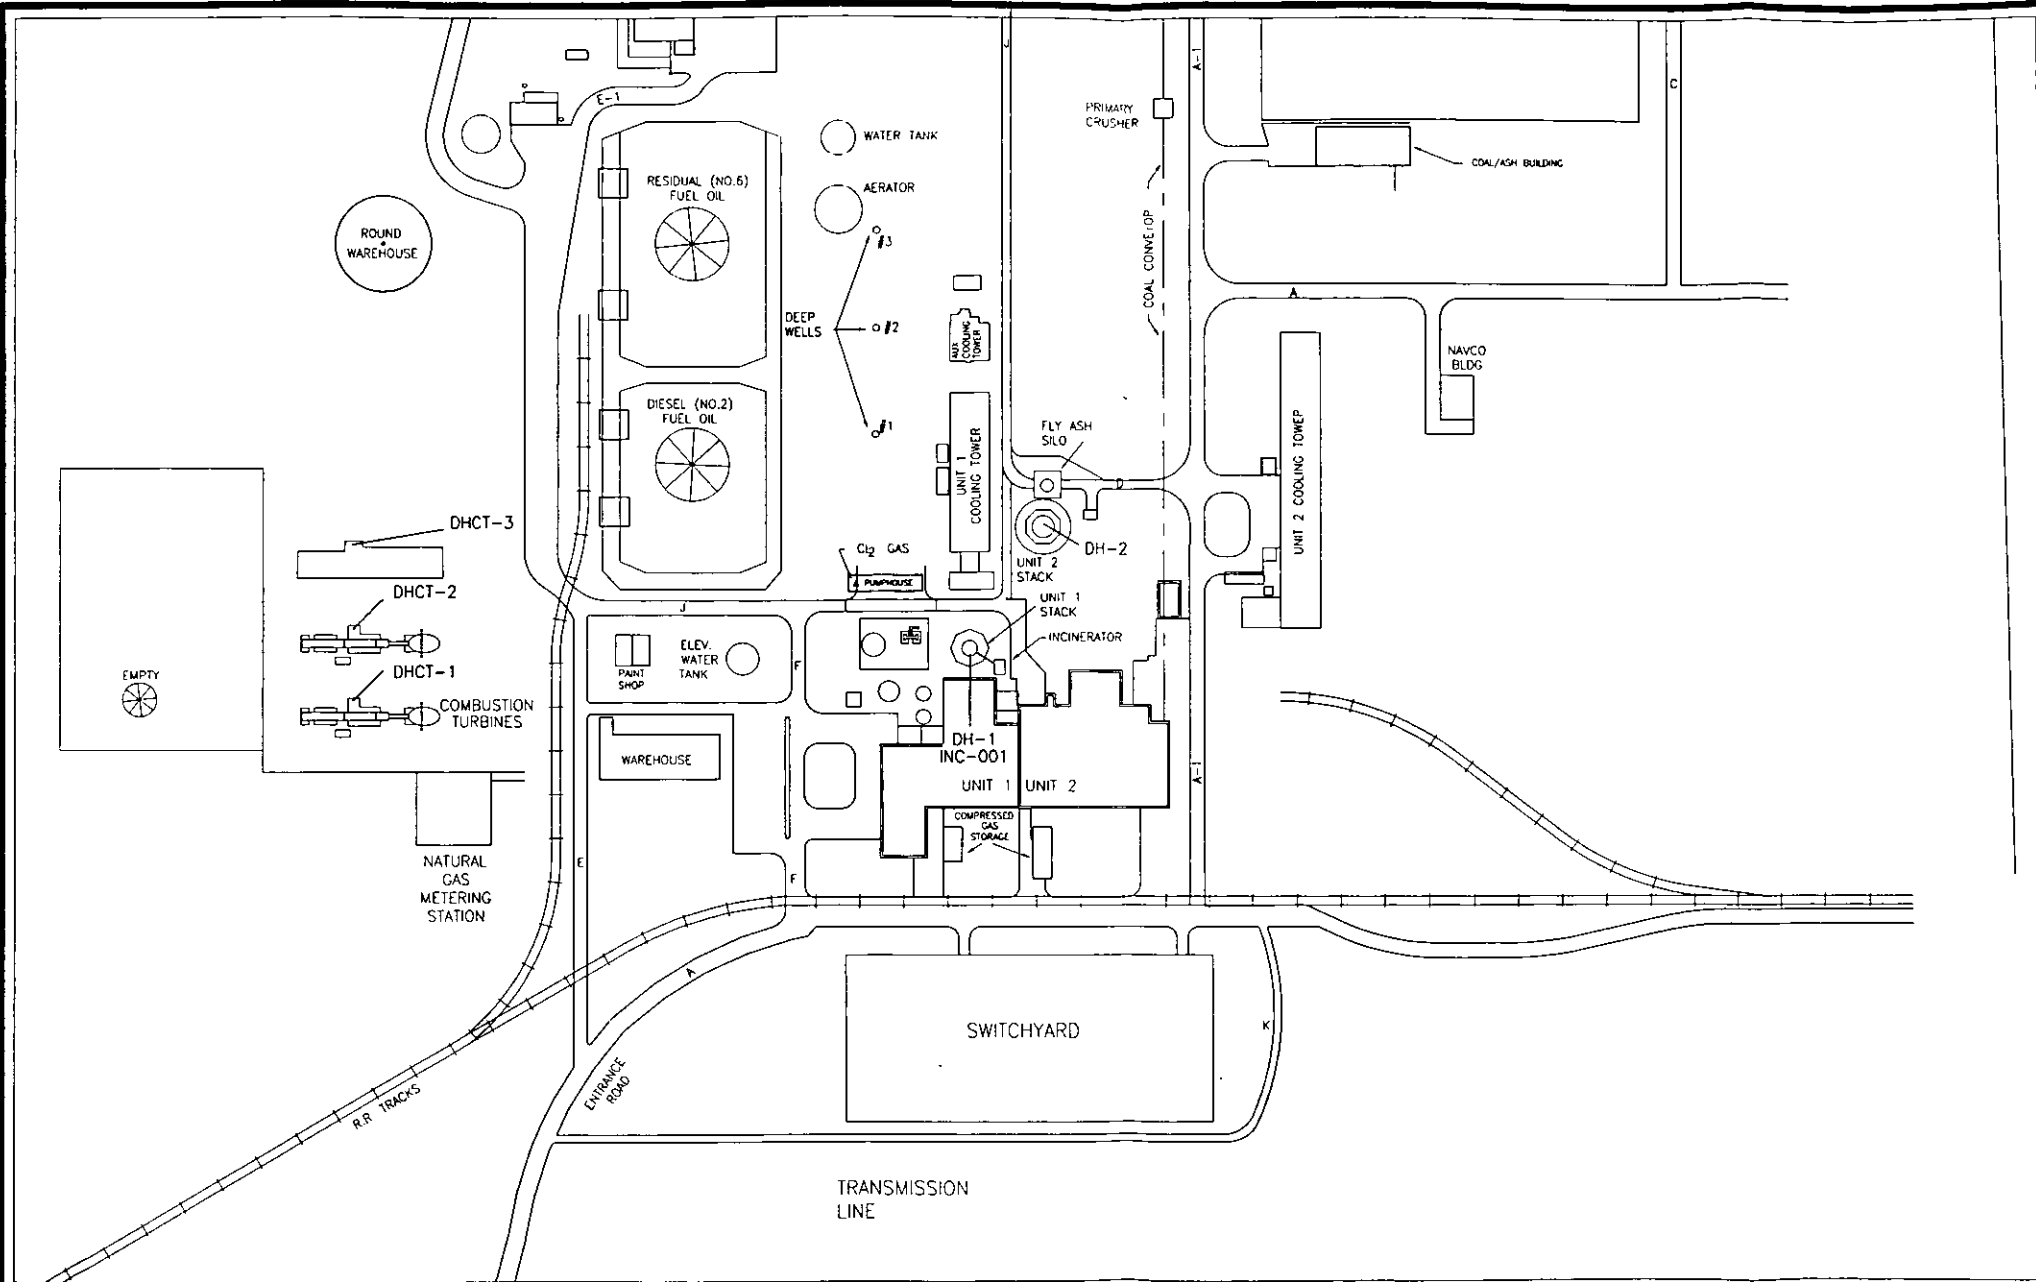 J
A-1
C
E-1
PRIMARY
CRUSHER
WATER TANK
COAL/ASH BUILDING
RESIDUAL (NO.6)
FUEL OIL
AERATOR
ROUND
WAREHOUSE
#3
COAL CONVEYOP
A
DEEP
WELLS
#2
AUX
COOLING
TOWER
NAVCO
BLDG
DIESEL (NO.2)
FUEL OIL
#1
FLY ASH
SILO
UNIT 1
COOLING TOWER
UNIT 2 COOLING TOWEP
D
DHCT-3
Cl2 GAS
DH-2
UNIT 2
STACK
PUMPHOUSE
DHCT-2
J
UNIT 1
STACK
INCINERATOR
ELEV.
WATER
TANK
F
PAINT
SHOP
EMPTY
DHCT-1
COMBUSTION
TURBINES
DH-1
INC-001
WAREHOUSE
UNIT 1
UNIT 2
A-1
COMPRESSED
GAS
STORAGE
NATURAL
GAS
METERING
STATION
E
F
A
SWITCHYARD
K
ENTRANCE
ROAD
R.R TRACKS
TRANSMISSION
LINE